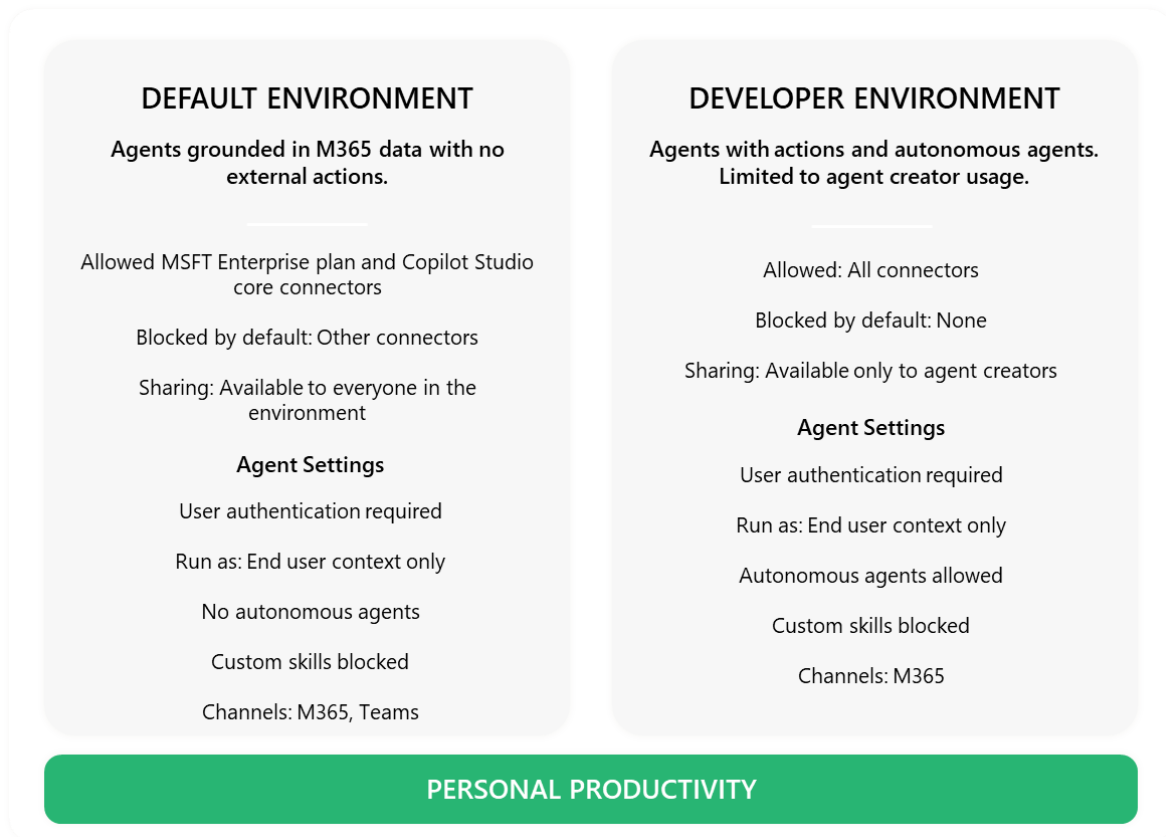 DEFAULT ENVIRONMENT
Agents grounded in M365 data with no
external actions.
Allowed MSFT Enterprise plan and Copilot Studio
core connectors
Blocked by default: Other connectors
Sharing: Available to everyone in the
environment
Agent Settings
User authentication required
Run as: End user context only
No autonomous agents
Custom skills blocked
Channels: M365, Teams
DEVELOPER ENVIRONMENT
Agents with actions and autonomous agents.
Limited to agent creator usage.
Allowed: All connectors
Blocked by default: None
Sharing: Available only to agent creators
Agent Settings
User authentication required
Run as: End user context only
Autonomous agents allowed
Custom skills blocked
Channels: M365
PERSONAL PRODUCTIVITY